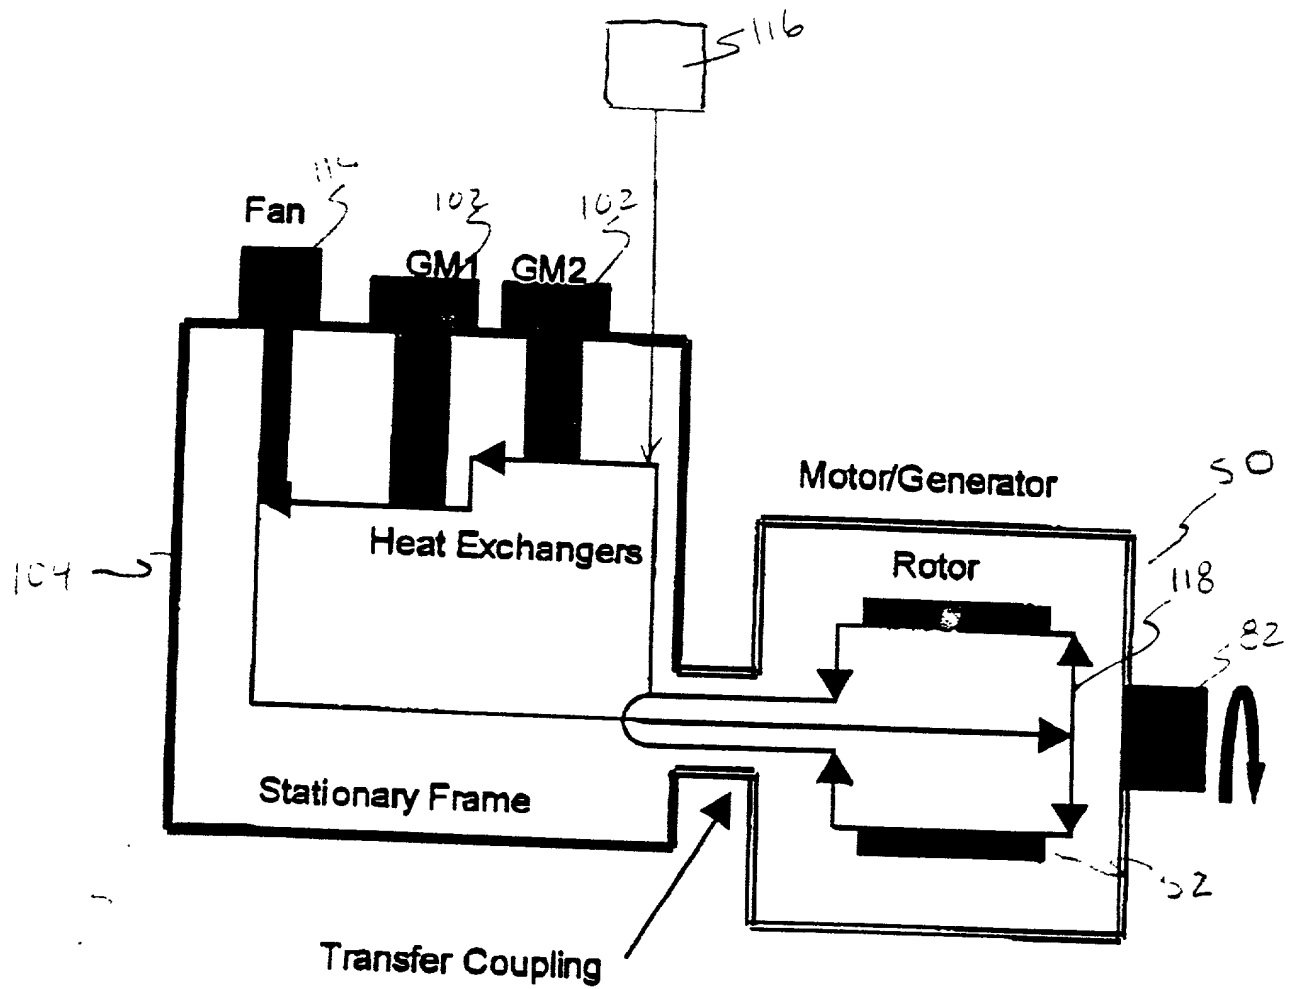 116
Fan
102
102
GM1
GM2
Motor/Generator
50
Heat Exchangers
Rotor
104
118
82
Stationary Frame
52
Transfer Coupling